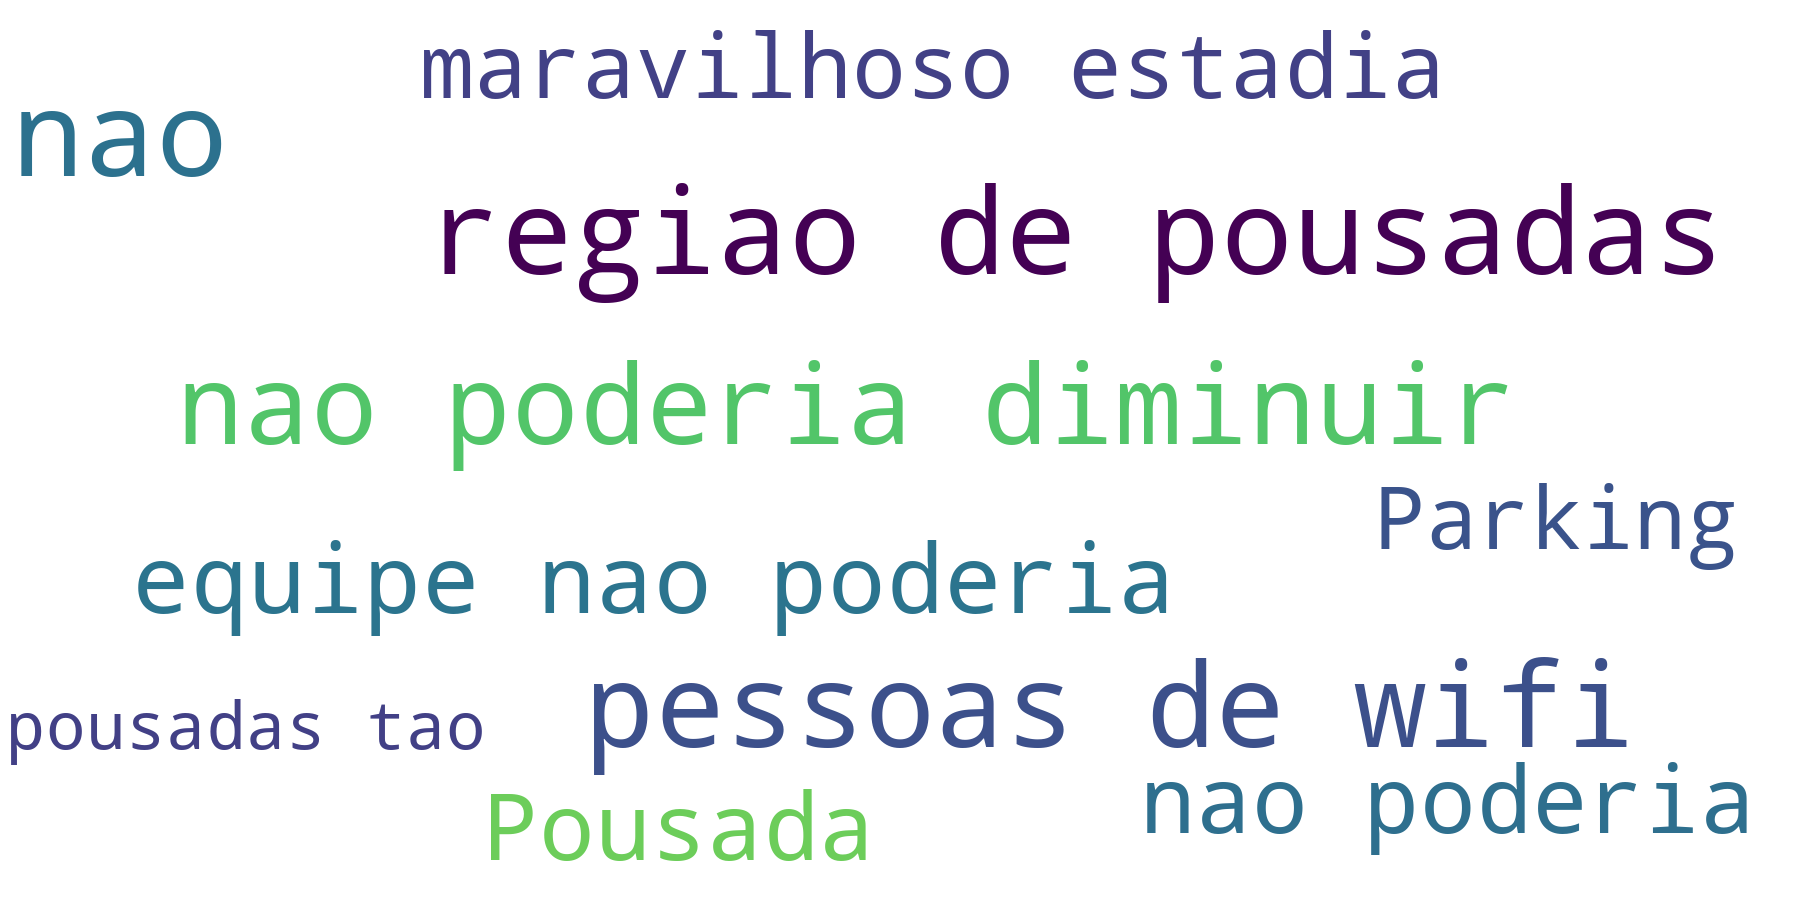 maravilhoso estadia
nao
regiao de pousadas
nao poderia diminuir
Parking
equipe nao poderia
pessoas de wifi
pousadas tao
nao poderia
Pousada